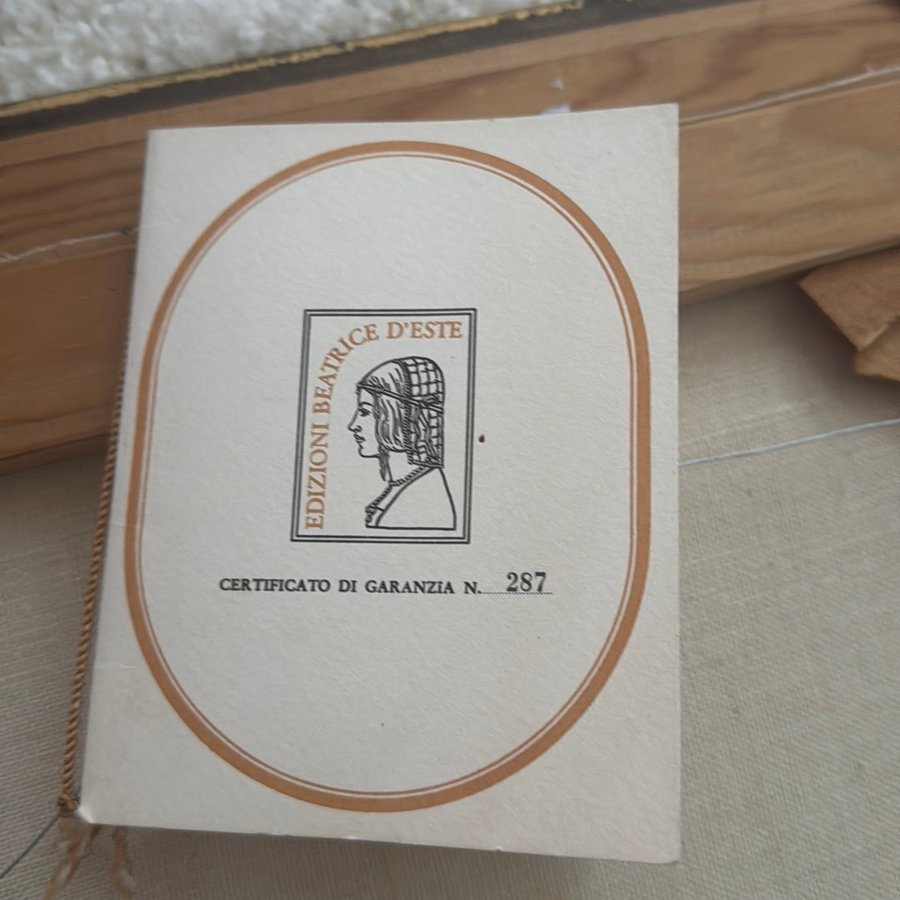 EDIZIONI BEATRICE D'ESTE
CERTIFICATO DI GARANZIA N. 287